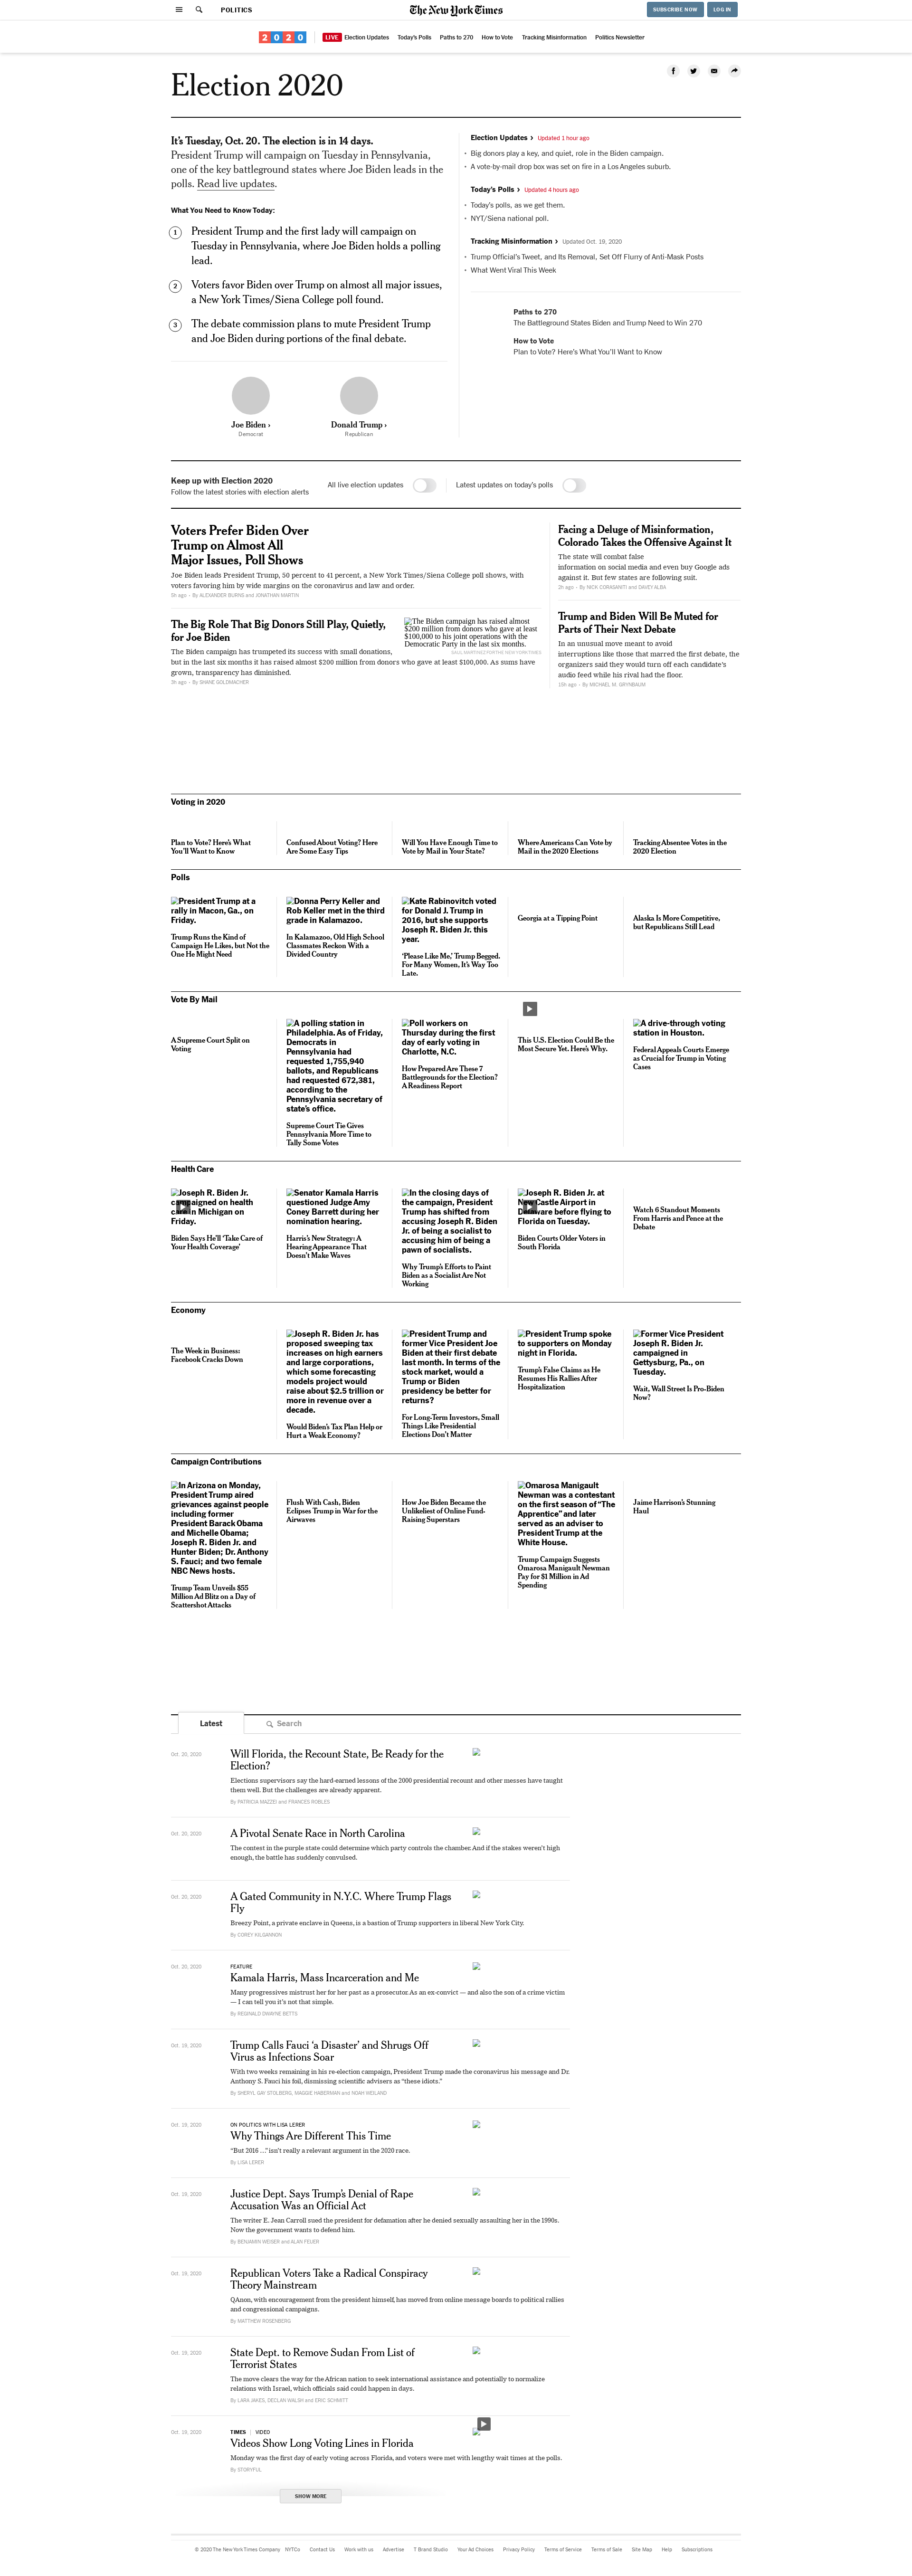 POLITICS
The New York Times
SUBSCRIBE NOW
LOG IN
2020
LIVE
Election Updates
Today's Polls
Paths to 270
How to Vote
Tracking Misinformation
Politics Newsletter
Election 2020
It's Tuesday, Oct. 20. The election is in 14 days.
President Trump will campaign on Tuesday in Pennsylvania,
one of the key battleground states where Joe Biden leads in the
polls. Read live updates.
What You Need to Know Today:
1
President Trump and the first lady will campaign on
Tuesday in Pennsylvania, where Joe Biden holds a polling
lead.
2
Voters favor Biden over Trump on almost all major issues,
a New York Times/Siena College poll found.
3
The debate commission plans to mute President Trump
and Joe Biden during portions of the final debate.
Joe Biden ›
Democrat
Donald Trump ›
Republican
Election Updates › Updated 1 hour ago
• Big donors play a key, and quiet, role in the Biden campaign.
• A vote-by-mail drop box was set on fire in a Los Angeles suburb.
Today's Polls › Updated 4 hours ago
• Today's polls, as we get them.
• NYT/Siena national poll.
Tracking Misinformation › Updated Oct. 19, 2020
• Trump Official's Tweet, and Its Removal, Set Off Flurry of Anti-Mask Posts
• What Went Viral This Week
Paths to 270
The Battleground States Biden and Trump Need to Win 270
How to Vote
Plan to Vote? Here's What You'll Want to Know
Keep up with Election 2020
Follow the latest stories with election alerts
All live election updates
Latest updates on today's polls
Voters Prefer Biden Over
Trump on Almost All
Major Issues, Poll Shows
Joe Biden leads President Trump, 50 percent to 41 percent, a New York Times/Siena College poll shows, with
voters favoring him by wide margins on the coronavirus and law and order.
5h ago - By ALEXANDER BURNS and JONATHAN MARTIN
The Big Role That Big Donors Still Play, Quietly,
for Joe Biden
The Biden campaign has trumpeted its success with small donations,
but in the last six months it has raised almost $200 million from donors who gave at least $100,000. As sums have
grown, transparency has diminished.
3h ago - By SHANE GOLDMACHER
The Biden campaign has raised almost
$200 million from donors who gave at least
$100,000 to his joint operations with the
Democratic Party in the last six months.
Facing a Deluge of Misinformation,
Colorado Takes the Offensive Against It
The state will combat false
information on social media and even buy Google ads
against it. But few states are following suit.
2h ago - By NICK CORASANITI and DAVEY ALBA
Trump and Biden Will Be Muted for
Parts of Their Next Debate
In an unusual move meant to avoid
interruptions like those that marred the first debate, the
organizers said they would turn off each candidate's
audio feed while his rival had the floor.
15h ago - By MICHAEL M. GRYNBAUM
Voting in 2020
Plan to Vote? Here's What
You'll Want to Know
Confused About Voting? Here
Are Some Easy Tips
Will You Have Enough Time to
Vote by Mail in Your State?
Where Americans Can Vote by
Mail in the 2020 Elections
Tracking Absentee Votes in the
2020 Election
Polls
President Trump at a
rally in Macon, Ga., on
Friday.
Trump Runs the Kind of
Campaign He Likes, but Not the
One He Might Need
Donna Perry Keller and
Rob Keller met in the third
grade in Kalamazoo.
In Kalamazoo, Old High School
Classmates Reckon With a
Divided Country
Kate Rabinovitch voted
for Donald J. Trump in
2016, but she supports
Joseph R. Biden Jr. this
year.
'Please Like Me,' Trump Begged.
For Many Women, It's Way Too
Late.
Georgia at a Tipping Point
Alaska Is More Competitive,
but Republicans Still Lead
Vote By Mail
A Supreme Court Split on
Voting
A polling station in
Philadelphia. As of Friday,
Democrats in
Pennsylvania had
requested 1,755,940
ballots, and Republicans
had requested 672,381,
according to the
Pennsylvania secretary of
state's office.
Supreme Court Tie Gives
Pennsylvania More Time to
Tally Some Votes
Poll workers on
Thursday during the first
day of early voting in
Charlotte, N.C.
How Prepared Are These 7
Battlegrounds for the Election?
A Readiness Report
This U.S. Election Could Be the
Most Secure Yet. Here's Why.
A drive-through voting
station in Houston.
Federal Appeals Courts Emerge
as Crucial for Trump in Voting
Cases
Health Care
Joseph R. Biden Jr.
campaigned on health
care in Michigan on
Friday.
Biden Says He'll 'Take Care of
Your Health Coverage'
Senator Kamala Harris
questioned Judge Amy
Coney Barrett during her
nomination hearing.
Harris's New Strategy: A
Hearing Appearance That
Doesn't Make Waves
In the closing days of
the campaign, President
Trump has shifted from
accusing Joseph R. Biden
Jr. of being a socialist to
accusing him of being a
pawn of socialists.
Why Trump's Efforts to Paint
Biden as a Socialist Are Not
Working
Joseph R. Biden Jr. at
New Castle Airport in
Delaware before flying to
Florida on Tuesday.
Biden Courts Older Voters in
South Florida
Watch 6 Standout Moments
From Harris and Pence at the
Debate
Economy
The Week in Business:
Facebook Cracks Down
Joseph R. Biden Jr. has
proposed sweeping tax
increases on high earners
and large corporations,
which some forecasting
models project would
raise about $2.5 trillion or
more in revenue over a
decade.
Would Biden's Tax Plan Help or
Hurt a Weak Economy?
President Trump and
former Vice President Joe
Biden at their first debate
last month. In terms of the
stock market, would a
Trump or Biden
presidency be better for
returns?
For Long-Term Investors, Small
Things Like Presidential
Elections Don't Matter
President Trump spoke
to supporters on Monday
night in Florida.
Trump's False Claims as He
Resumes His Rallies After
Hospitalization
Former Vice President
Joseph R. Biden Jr.
campaigned in
Gettysburg, Pa., on
Tuesday.
Wait, Wall Street Is Pro-Biden
Now?
Campaign Contributions
In Arizona on Monday,
President Trump aired
grievances against people
including former
President Barack Obama
and Michelle Obama;
Joseph R. Biden Jr. and
Hunter Biden; Dr. Anthony
S. Fauci; and two female
NBC News hosts.
Trump Team Unveils $55
Million Ad Blitz on a Day of
Scattershot Attacks
Flush With Cash, Biden
Eclipses Trump in War for the
Airwaves
How Joe Biden Became the
Unlikeliest of Online Fund-
Raising Superstars
Omarosa Manigault
Newman was a contestant
on the first season of "The
Apprentice" and later
served as an adviser to
President Trump at the
White House.
Trump Campaign Suggests
Omarosa Manigault Newman
Pay for $1 Million in Ad
Spending
Jaime Harrison's Stunning
Haul
Latest
Search
Oct. 20, 2020
Will Florida, the Recount State, Be Ready for the
Election?
Elections supervisors say the hard-earned lessons of the 2000 presidential recount and other messes have taught
them well. But the challenges are already apparent.
By PATRICIA MAZZEI and FRANCES ROBLES
Oct. 20, 2020
A Pivotal Senate Race in North Carolina
The contest in the purple state could determine which party controls the chamber. And if the stakes weren't high
enough, the battle has suddenly convulsed.
Oct. 20, 2020
A Gated Community in N.Y.C. Where Trump Flags
Fly
Breezy Point, a private enclave in Queens, is a bastion of Trump supporters in liberal New York City.
By COREY KILGANNON
Oct. 20, 2020
FEATURE
Kamala Harris, Mass Incarceration and Me
Many progressives mistrust her for her past as a prosecutor. As an ex-convict — and also the son of a crime victim
— I can tell you it's not that simple.
By REGINALD DWAYNE BETTS
Oct. 19, 2020
Trump Calls Fauci 'a Disaster' and Shrugs Off
Virus as Infections Soar
With two weeks remaining in his re-election campaign, President Trump made the coronavirus his message and Dr.
Anthony S. Fauci his foil, dismissing scientific advisers as "these idiots."
By SHERYL GAY STOLBERG, MAGGIE HABERMAN and NOAH WEILAND
Oct. 19, 2020
ON POLITICS WITH LISA LERER
Why Things Are Different This Time
"But 2016 …" isn't really a relevant argument in the 2020 race.
By LISA LERER
Oct. 19, 2020
Justice Dept. Says Trump's Denial of Rape
Accusation Was an Official Act
The writer E. Jean Carroll sued the president for defamation after he denied sexually assaulting her in the 1990s.
Now the government wants to defend him.
By BENJAMIN WEISER and ALAN FEUER
Oct. 19, 2020
Republican Voters Take a Radical Conspiracy
Theory Mainstream
QAnon, with encouragement from the president himself, has moved from online message boards to political rallies
and congressional campaigns.
By MATTHEW ROSENBERG
Oct. 19, 2020
State Dept. to Remove Sudan From List of
Terrorist States
The move clears the way for the African nation to seek international assistance and potentially to normalize
relations with Israel, which officials said could happen in days.
By LARA JAKES, DECLAN WALSH and ERIC SCHMITT
Oct. 19, 2020
TIMES | VIDEO
Videos Show Long Voting Lines in Florida
Monday was the first day of early voting across Florida, and voters were met with lengthy wait times at the polls.
By STORYFUL
SHOW MORE
© 2020 The New York Times Company
NYTCo
Contact Us
Work with us
Advertise
T Brand Studio
Your Ad Choices
Privacy Policy
Terms of Service
Terms of Sale
Site Map
Help
Subscriptions